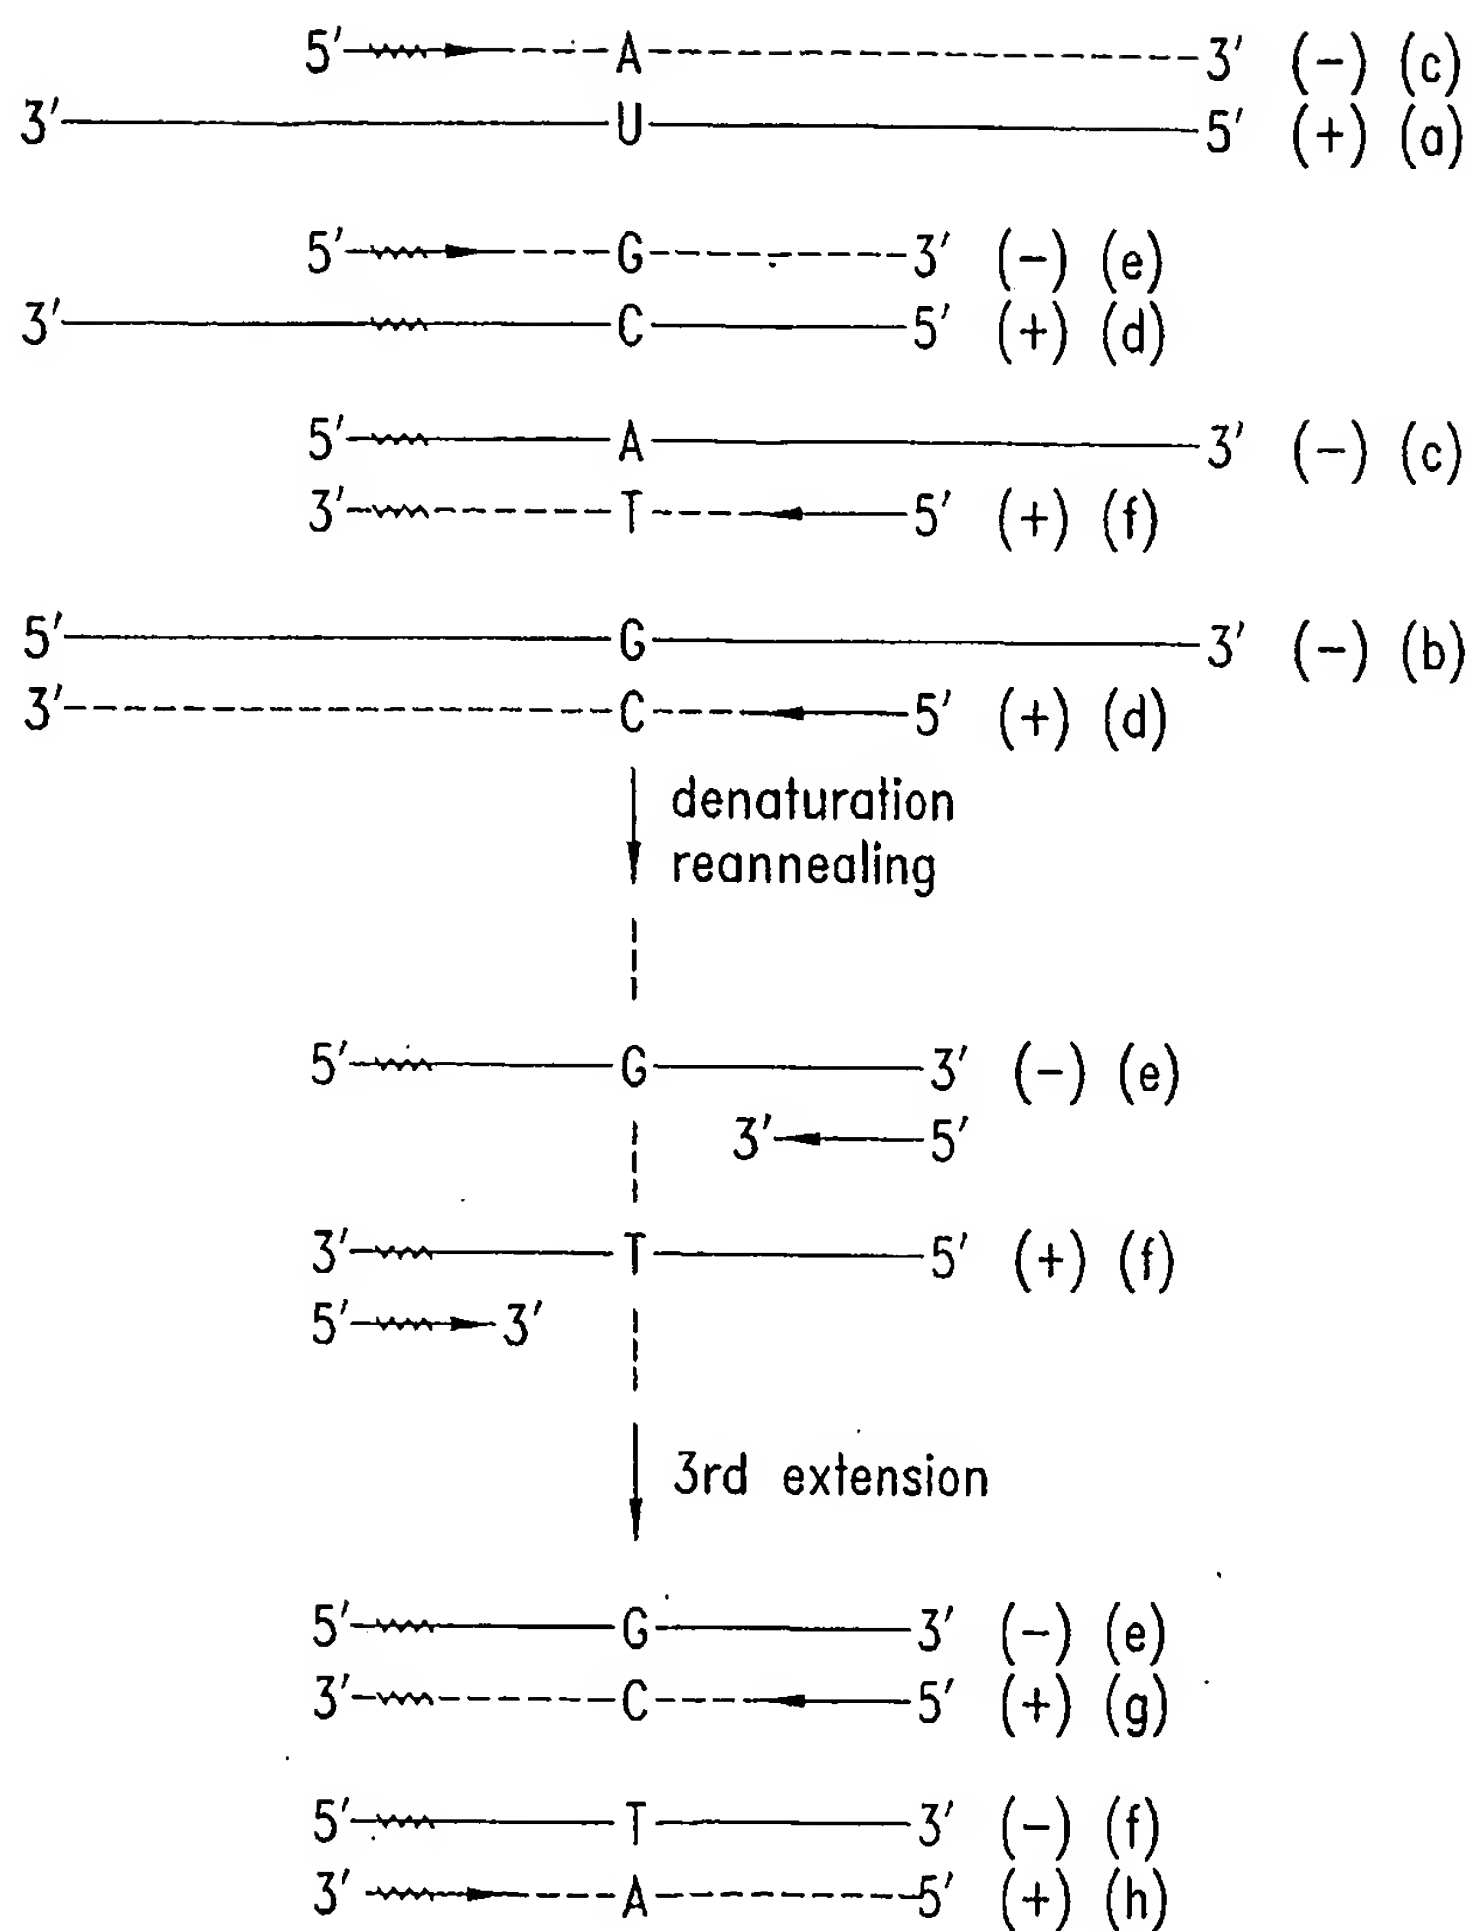 5′ A 3′ (-) (c)
3′ U 5′ (+) (a)
5′ G 3′ (-) (e)
3′ C 5′ (+) (d)
5′ A 3′ (-) (c)
3′ T 5′ (+) (f)
5′ G 3′ (-) (b)
3′ C 5′ (+) (d)
denaturation
reannealing
5′ G 3′ (-) (e)
3′ 5′
3′ T 5′ (+) (f)
5′ 3′
3rd extension
5′ G 3′ (-) (e)
3′ C 5′ (+) (g)
5′ T 3′ (-) (f)
3′ A 5′ (+) (h)